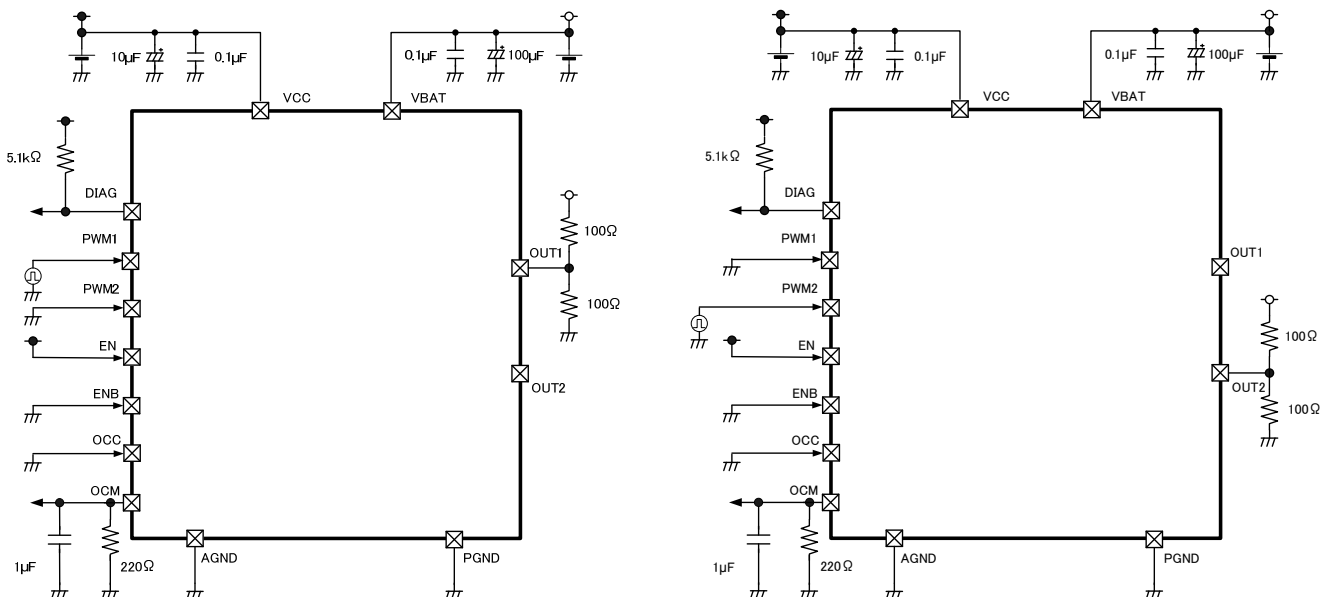 10μF
0.1μF
0.1μF
100μF
VCC
VBAT
5.1kΩ
DIAG
PWM1
PWM2
EN
ENB
OCC
OCM
OUT1
100Ω
100Ω
OUT2
1μF
220Ω
AGND
PGND
10μF
0.1μF
0.1μF
100μF
VCC
VBAT
5.1kΩ
DIAG
PWM1
PWM2
EN
ENB
OCC
OCM
OUT1
100Ω
OUT2
100Ω
1μF
220Ω
AGND
PGND